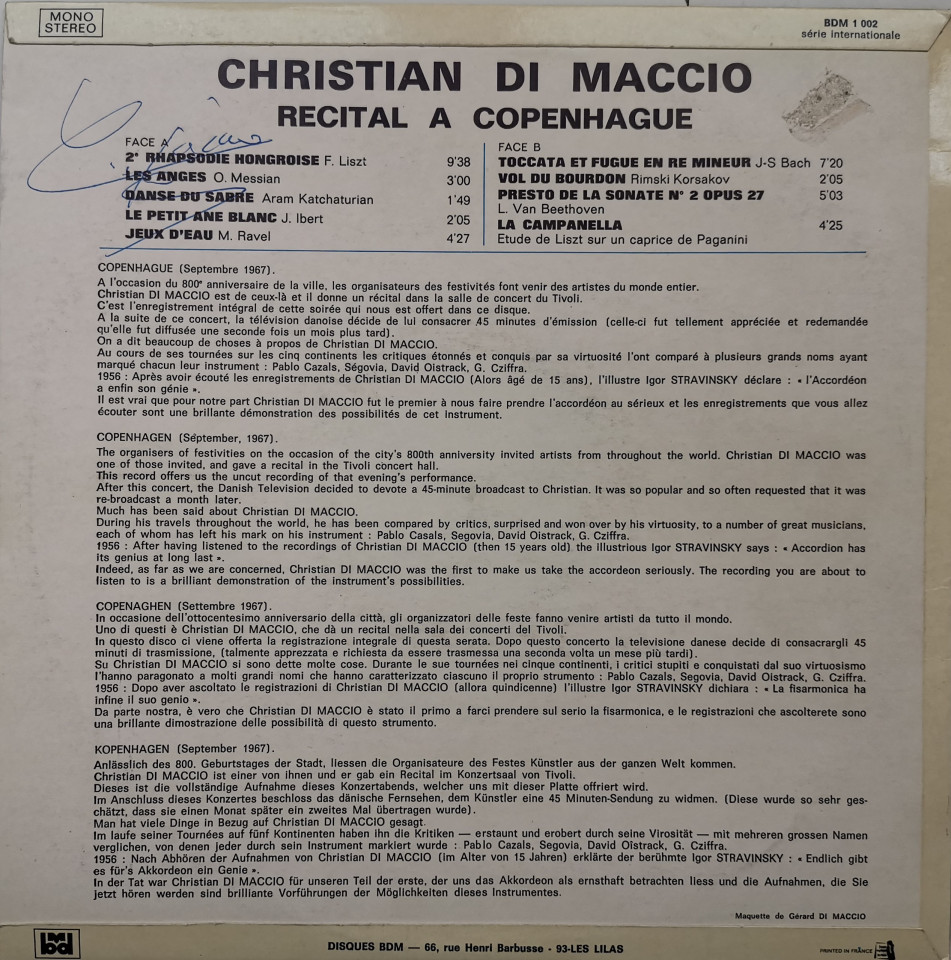 MONO
STEREO
BDM 1 002
série internationale
CHRISTIAN DI MACCIO
RECITAL A COPENHAGUE
FACE A
2e RHAPSODIE HONGROISE F. Liszt 9'38
LES ANGES O. Messian 3'00
DANSE DU SABRE Aram Katchaturian 1'49
LE PETIT ANE BLANC J. Ibert 2'05
JEUX D'EAU M. Ravel 4'27
FACE B
TOCCATA ET FUGUE EN RE MINEUR J-S Bach 7'20
VOL DU BOURDON Rimski Korsakov 2'05
PRESTO DE LA SONATE N° 2 OPUS 27 5'03
L. Van Beethoven
LA CAMPANELLA 4'25
Etude de Liszt sur un caprice de Paganini
COPENHAGUE (Septembre 1967).
A l'occasion du 800e anniversaire de la ville, les organisateurs des festivités font venir des artistes du monde entier.
Christian DI MACCIO est de ceux-là et il donne un récital dans la salle de concert du Tivoli.
C'est l'enregistrement intégral de cette soirée qui nous est offert dans ce disque.
A la suite de ce concert, la télévision danoise décide de lui consacrer 45 minutes d'émission (celle-ci fut tellement appréciée et redemandée
qu'elle fut diffusée une seconde fois un mois plus tard).
On a dit beaucoup de choses à propos de Christian DI MACCIO.
Au cours de ses tournées sur les cinq continents les critiques étonnés et conquis par sa virtuosité l'ont comparé à plusieurs grands noms ayant
marqué chacun leur instrument : Pablo Cazals, Ségovia, David Oistrack, G. Cziffra.
1956 : Après avoir écouté les enregistrements de Christian DI MACCIO (Alors âgé de 15 ans), l'illustre Igor STRAVINSKY déclare : « l'Accordéon
a enfin son génie ».
Il est vrai que pour notre part Christian DI MACCIO fut le premier à nous faire prendre l'accordéon au sérieux et les enregistrements que vous allez
écouter sont une brillante démonstration des possibilités de cet instrument.
COPENHAGEN (September, 1967).
The organisers of festivities on the occasion of the city's 800th anniversary invited artists from throughout the world. Christian DI MACCIO was
one of those invited, and gave a recital in the Tivoli concert hall.
This record offers us the uncut recording of that evening's performance.
After this concert, the Danish Television decided to devote a 45-minute broadcast to Christian. It was so popular and so often requested that it was
re-broadcast a month later.
Much has been said about Christian DI MACCIO.
During his travels throughout the world, he has been compared by critics, surprised and won over by his virtuosity, to a number of great musicians,
each of whom has left his mark on his instrument : Pablo Casals, Segovia, David Oistrack, G. Cziffra.
1956 : After having listened to the recordings of Christian DI MACCIO (then 15 years old) the illustrious Igor STRAVINSKY says : « Accordion has
its genius at long last ».
Indeed, as far as we are concerned, Christian DI MACCIO was the first to make us take the accordeon seriously. The recording you are about to
listen to is a brilliant demonstration of the instrument's possibilities.
COPENAGHEN (Settembre 1967).
In occasione dell'ottocentesimo anniversario della città, gli organizzatori delle feste fanno venire artisti da tutto il mondo.
Uno di questi è Christian DI MACCIO, che dà un recital nella sala dei concerti del Tivoli.
In questo disco ci viene offerta la registrazione integrale di questa serata. Dopo questo concerto la televisione danese decide di consacrargli 45
minuti di trasmissione, (talmente apprezzata e richiesta da essere trasmessa una seconda volta un mese più tardi).
Su Christian DI MACCIO si sono dette molte cose. Durante le sue tournées nei cinque continenti, i critici stupiti e conquistati dal suo virtuosismo
l'hanno paragonato a molti grandi nomi che hanno caratterizzato ciascuno il proprio strumento : Pablo Cazals, Segovia, David Oistrack, G. Cziffra.
1956 : Dopo aver ascoltato le registrazioni di Christian DI MACCIO (allora quindicenne) l'illustre Igor STRAVINSKY dichiara : « La fisarmonica ha
infine il suo genio ».
Da parte nostra, è vero che Christian DI MACCIO è stato il primo a farci prendere sul serio la fisarmonica, e le registrazioni che ascolterete sono
una brillante dimostrazione delle possibilità di questo strumento.
KOPENHAGEN (September 1967).
Anlässlich des 800. Geburtstages der Stadt, liessen die Organisateure des Festes Künstler aus der ganzen Welt kommen.
Christian DI MACCIO ist einer von ihnen und er gab ein Recital im Konzertsaal von Tivoli.
Dieses ist die vollständige Aufnahme dieses Konzertabends, welcher uns mit dieser Platte offriert wird.
Im Anschluss dieses Konzertes beschloss das dänische Fernsehen, dem Künstler eine 45 Minuten-Sendung zu widmen. (Diese wurde so sehr ges-
chätzt, dass sie einen Monat später ein zweites Mal übertragen wurde).
Man hat viele Dinge in Bezug auf Christian DI MACCIO gesagt.
Im laufe seiner Tournées auf fünf Kontinenten haben ihn die Kritiken — erstaunt und erobert durch seine Virosität — mit mehreren grossen Namen
verglichen, von denen jeder durch sein Instrument markiert wurde : Pablo Cazals, Segovia, David Oïstrack, G. Cziffra.
1956 : Nach Abhören der Aufnahmen von Christian DI MACCIO (im Alter von 15 Jahren) erklärte der berühmte Igor STRAVINSKY : « Endlich gibt
es für's Akkordeon ein Genie ».
In der Tat war Christian DI MACCIO für unseren Teil der erste, der uns das Akkordeon als ernsthaft betrachten liess und die Aufnahmen, die Sie
jetzt hören werden sind brillante Vorführungen der Möglichkeiten dieses Instrumentes.
Maquette de Gérard DI MACCIO
bd
DISQUES BDM — 66, rue Henri Barbusse - 93-LES LILAS
PRINTED IN FRANCE